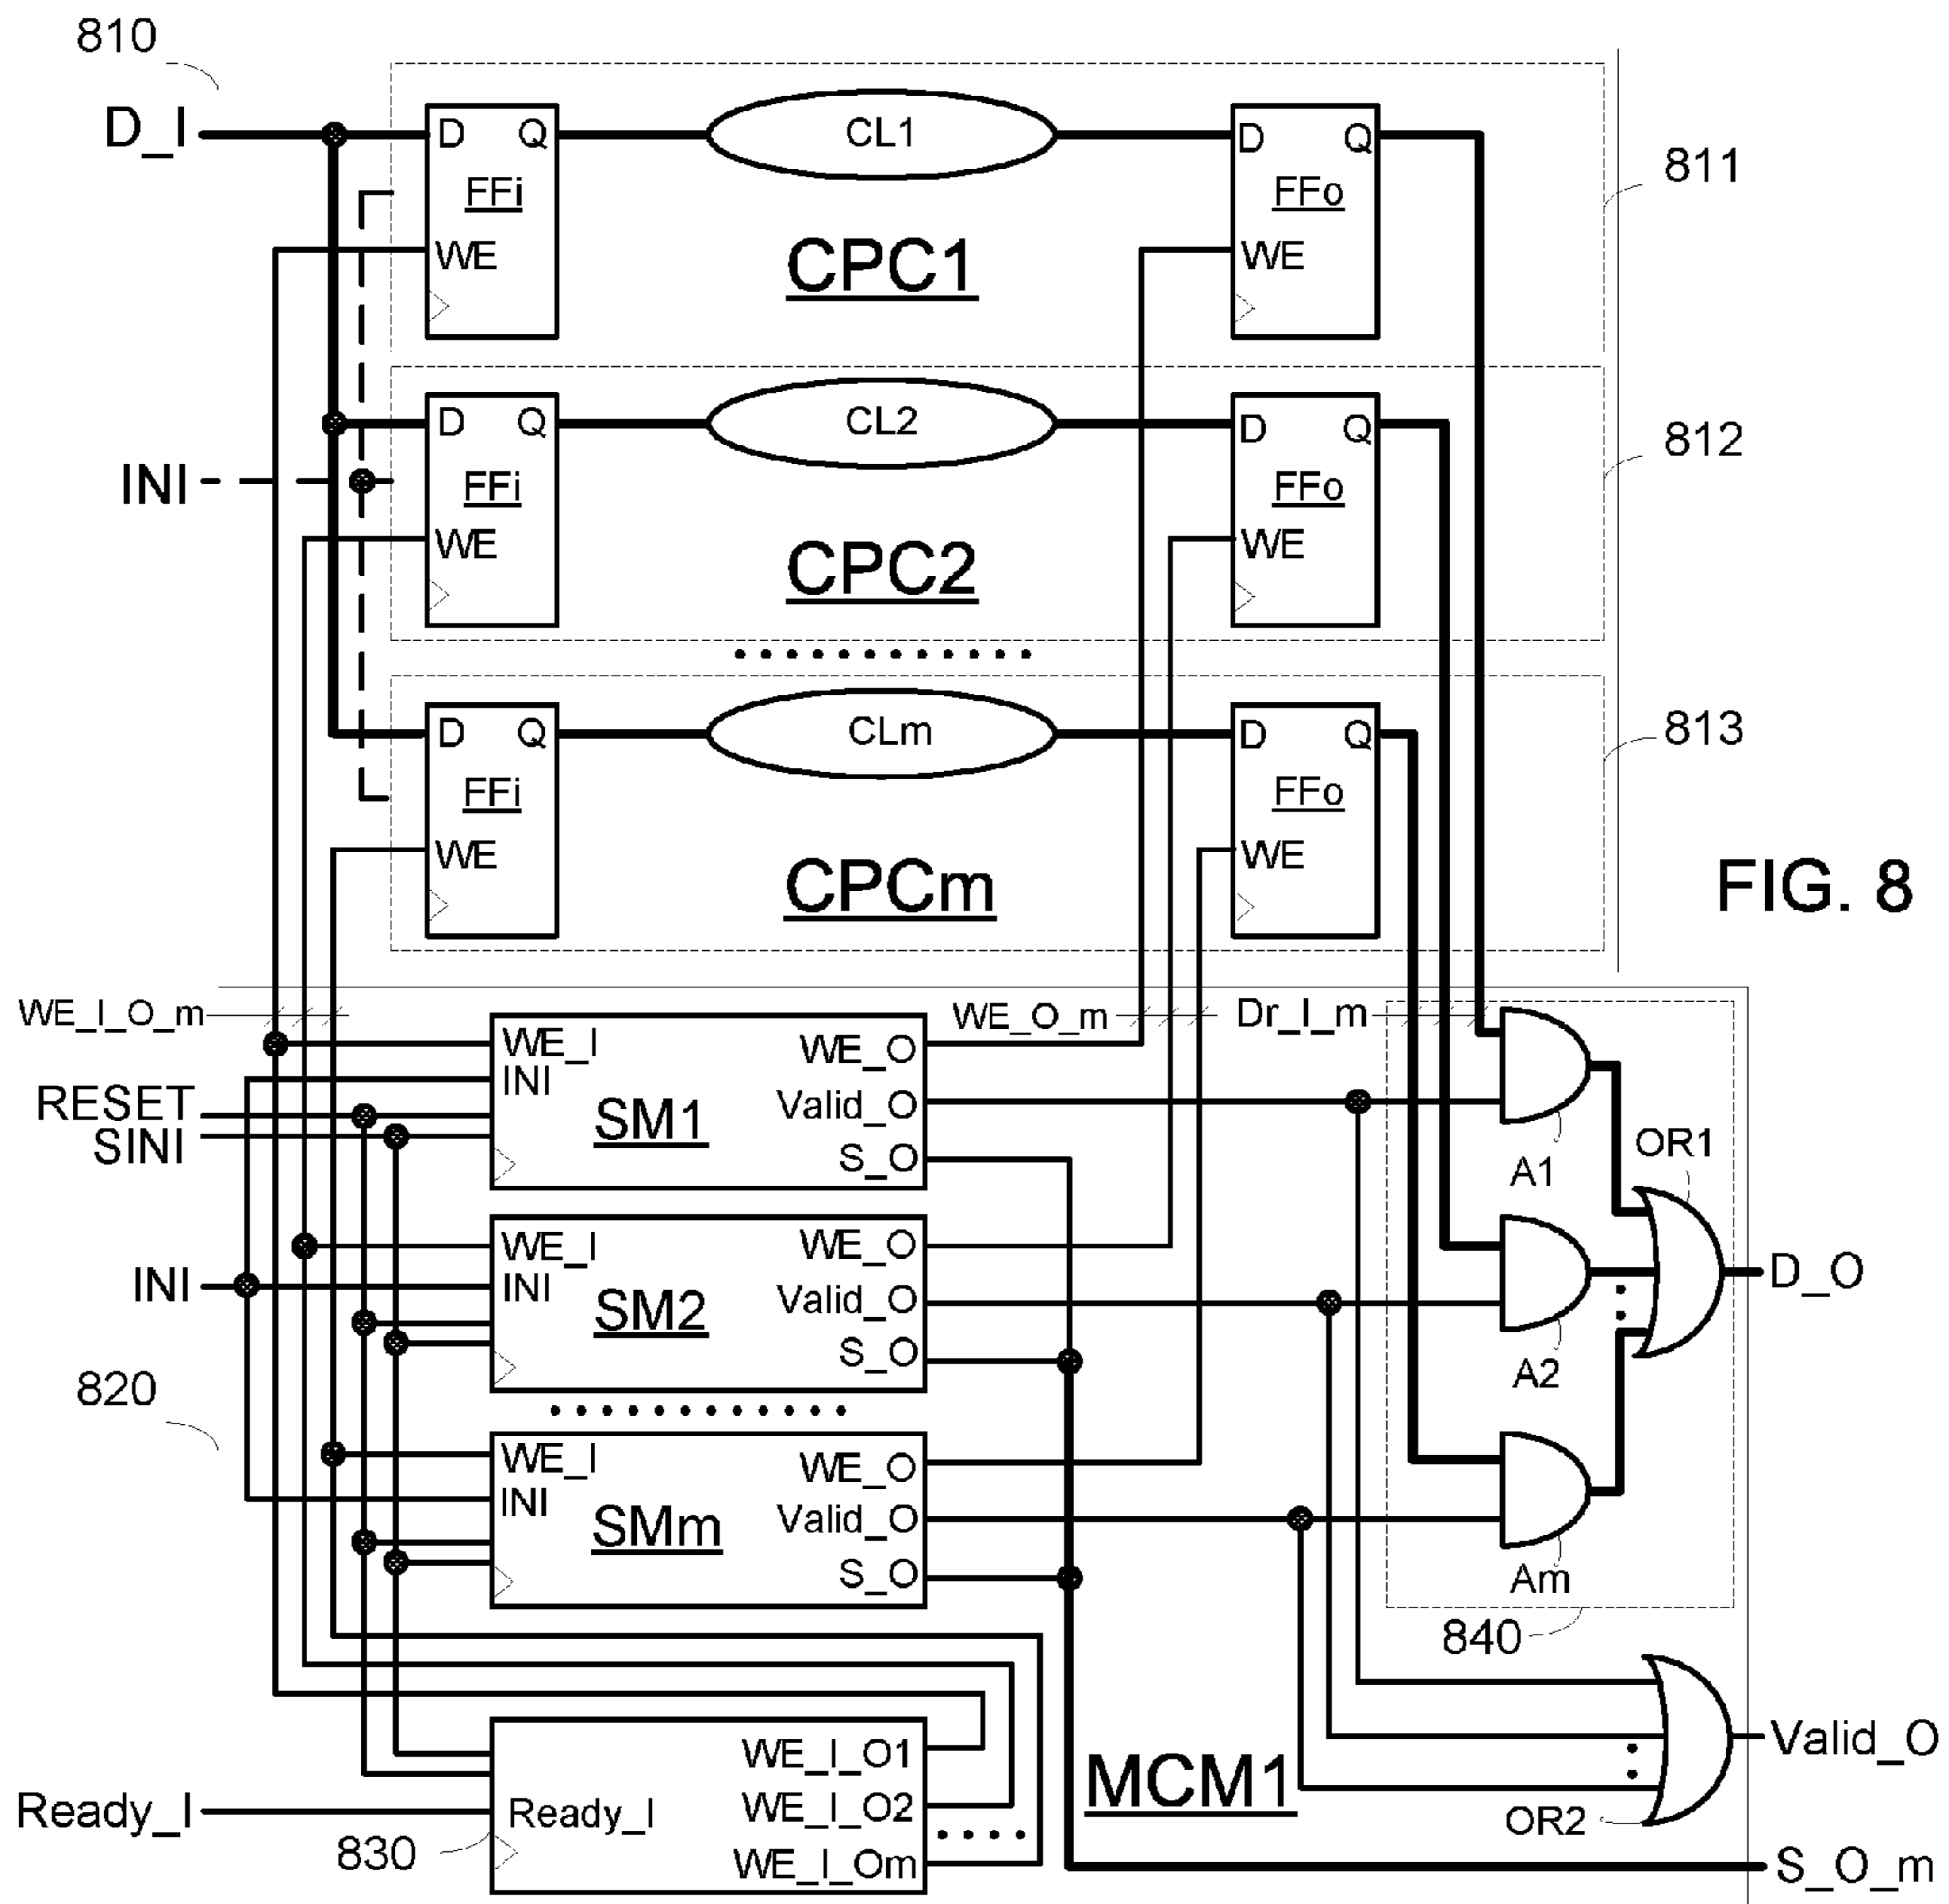 810
D_I
D Q
FFi
WE
CL1
CPC1
D Q
FFo
WE
811
INI
D Q
FFi
WE
CL2
CPC2
D Q
FFo
WE
812
D Q
FFi
WE
CLm
CPCm
D Q
FFo
WE
813
FIG. 8
WE_I_O_m
WE_O_m
Dr_I_m
RESET
SINI
WE_I
INI
SM1
WE_O
Valid_O
S_O
A1
OR1
INI
WE_I
INI
SM2
WE_O
Valid_O
S_O
A2
D_O
820
WE_I
INI
SMm
WE_O
Valid_O
S_O
Am
840
Ready_I
Ready_I
830
WE_I_O1
WE_I_O2
WE_I_Om
MCM1
OR2
Valid_O
S_O_m